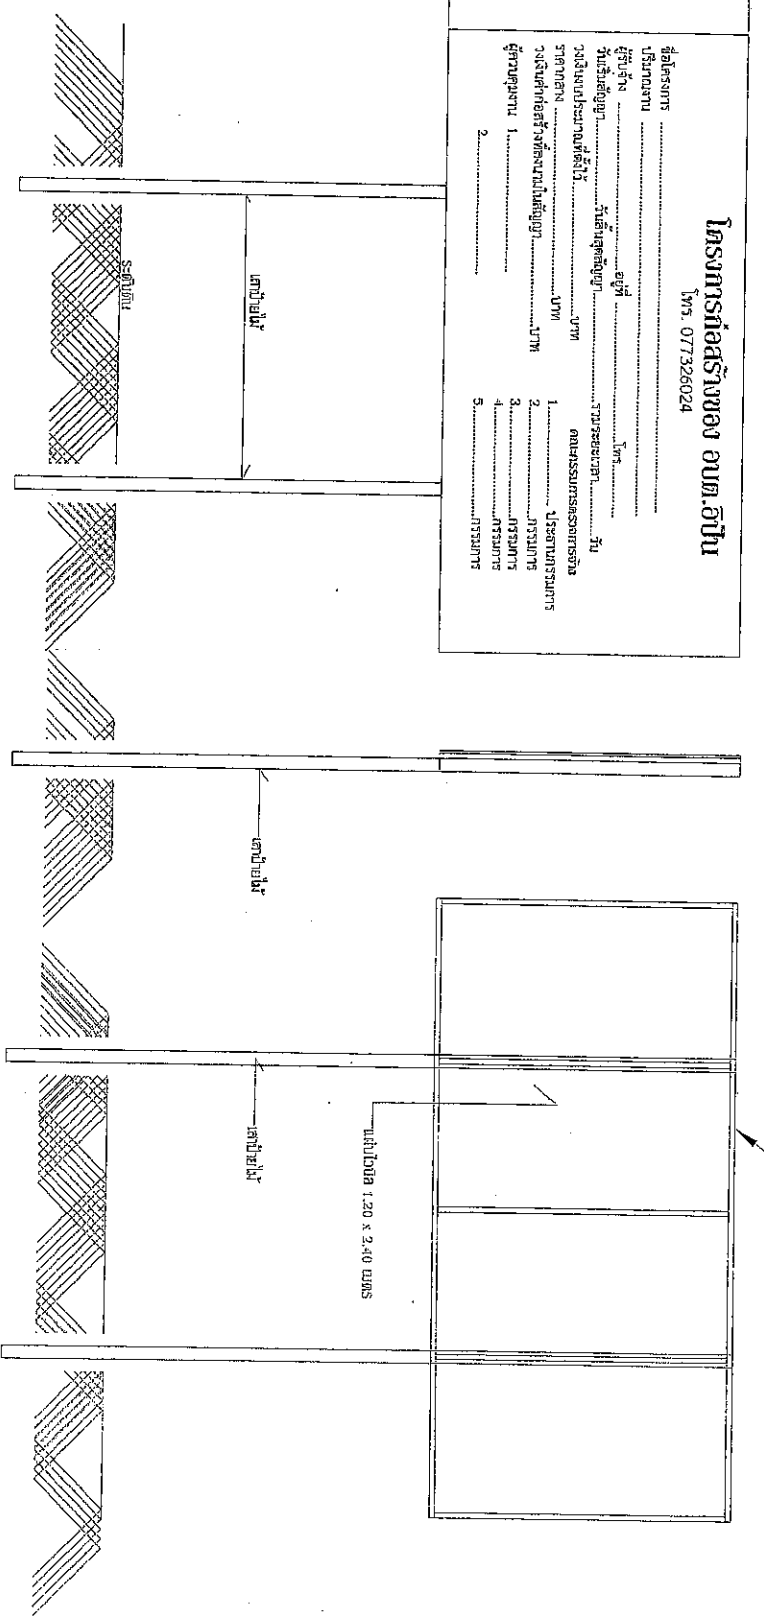 โครงการก่อสร้างของ อบต.อิปัน
โทร. 077326024
ชื่อโครงการ ..........
ปริมาณงาน ..........
ผู้รับจ้าง ..........อยู่ที่ ..........โทร..........
วันเริ่มสัญญา..........วันสิ้นสุดสัญญา..........รวมระยะเวลา..........วัน
วงเงินงบประมาณที่ตั้งไว้..........บาท
ราคากลาง ..........บาท
วงเงินค่าก่อสร้างที่ลงนามในสัญญา..........บาท
ผู้ควบคุมงาน 1..........
2..........
คณะกรรมการตรวจการจ้าง
1.......... ประธานกรรมการ
2..........กรรมการ
3..........กรรมการ
4..........กรรมการ
5..........กรรมการ
เสาป้ายไม้
ระดับดิน
เสาป้ายไม้
แผ่นไวนิล 1.20 x 2.40 เมตร
เสาป้ายไม้